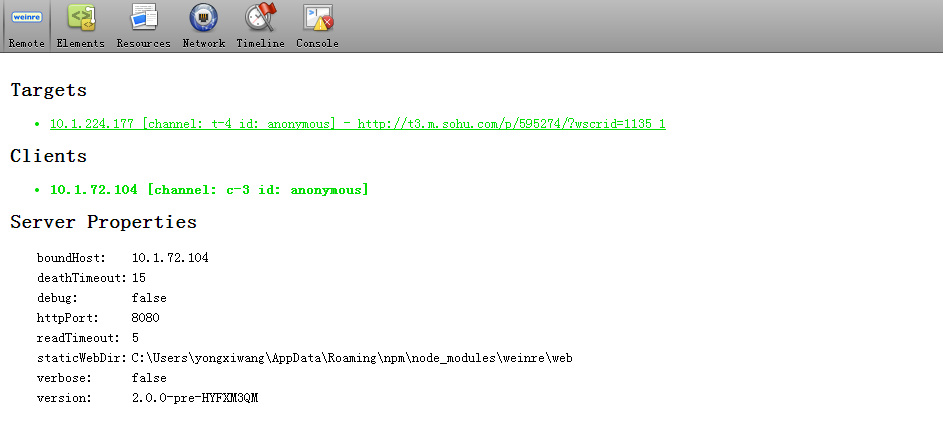 weinre
Remote Elements Resources Network Timeline Console
Targets
• 10.1.224.177 [channel: t-4 id: anonymous] - http://t3.m.sohu.com/p/595274/?wscrid=1135_1
Clients
• 10.1.72.104 [channel: c-3 id: anonymous]
Server Properties
boundHost: 10.1.72.104
deathTimeout: 15
debug: false
httpPort: 8080
readTimeout: 5
staticWebDir: C:\Users\yongxiwang\AppData\Roaming\npm\node_modules\weinre\web
verbose: false
version: 2.0.0-pre-HYFXM3QM